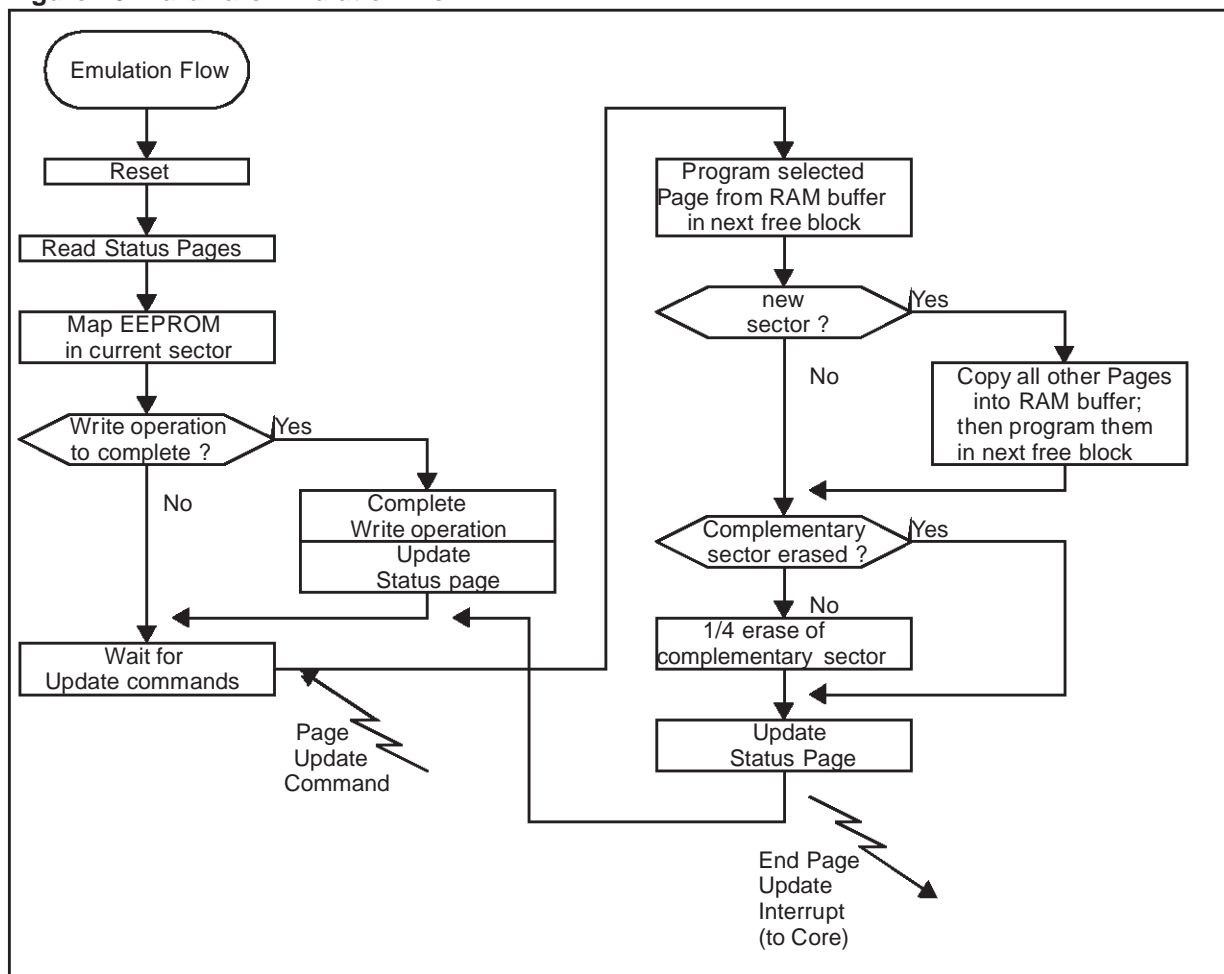 Emulation Flow
Reset
Read Status Pages
Map EEPROM
in current sector
Write operation
to complete ?
Yes
No
Complete
Write operation
Update
Status page
Wait for
Update commands
Page
Update
Command
Program selected
Page from RAM buffer
in next free block
new
sector ?
Yes
No
Copy all other Pages
into RAM buffer;
then program them
in next free block
Complementary
sector erased ?
Yes
No
1/4 erase of
complementary sector
Update
Status Page
End Page
Update
Interrupt
(to Core)